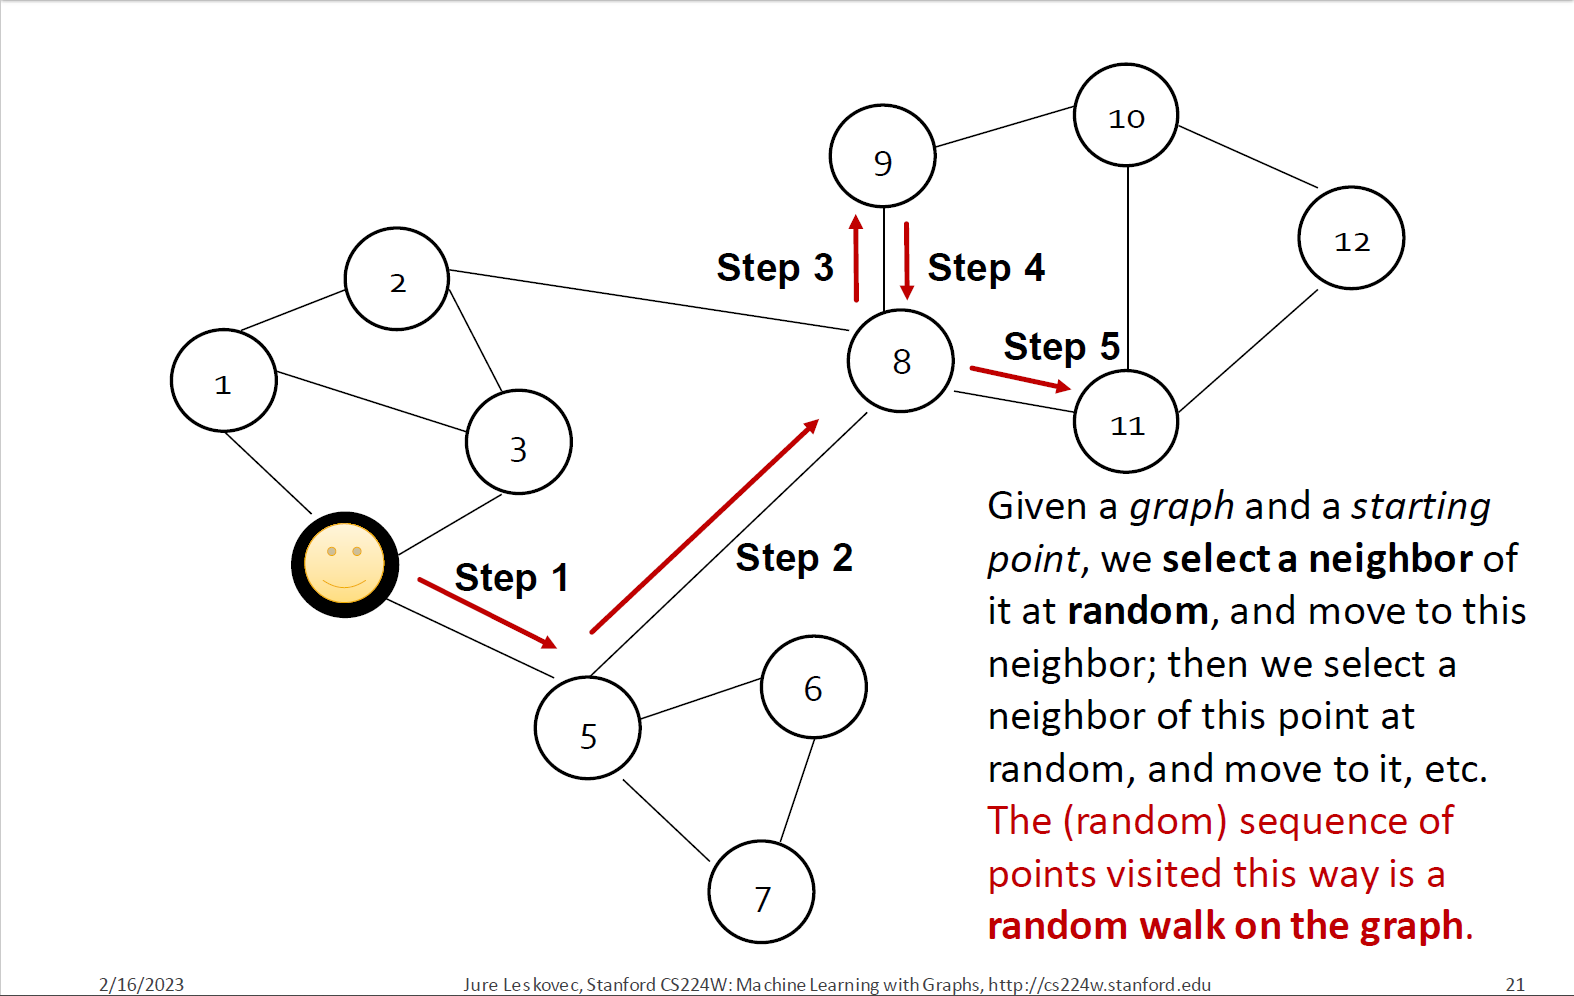 10
9
12
Step 3
Step 4
2
Step 5
8
1
3
11
Given a graph and a starting
point, we select a neighbor of
it at random, and move to this
neighbor; then we select a
neighbor of this point at
random, and move to it, etc.
The (random) sequence of
points visited this way is a
random walk on the graph.
Step 2
Step 1
6
5
7
2/16/2023
Jure Leskovec, Stanford CS224W: Machine Learning with Graphs, http://cs224w.stanford.edu
21